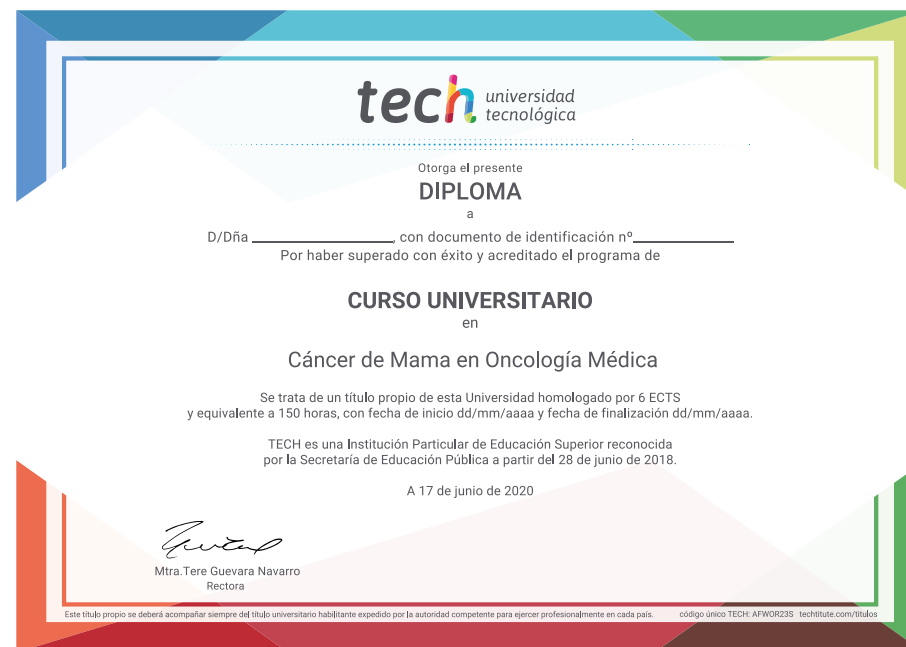 tech universidad
tecnológica
Otorga el presente
DIPLOMA
a
D/Dña ____________________, con documento de identificación nº______________
Por haber superado con éxito y acreditado el programa de
CURSO UNIVERSITARIO
en
Cáncer de Mama en Oncología Médica
Se trata de un título propio de esta Universidad homologado por 6 ECTS
y equivalente a 150 horas, con fecha de inicio dd/mm/aaaa y fecha de finalización dd/mm/aaaa.
TECH es una Institución Particular de Educación Superior reconocida
por la Secretaría de Educación Pública a partir del 28 de junio de 2018.
A 17 de junio de 2020
Mtra.Tere Guevara Navarro
Rectora
Este título propio se deberá acompañar siempre del título universitario habilitante expedido por la autoridad competente para ejercer profesionalmente en cada país. código único TECH: AFWOR23S techtitute.com/titulos